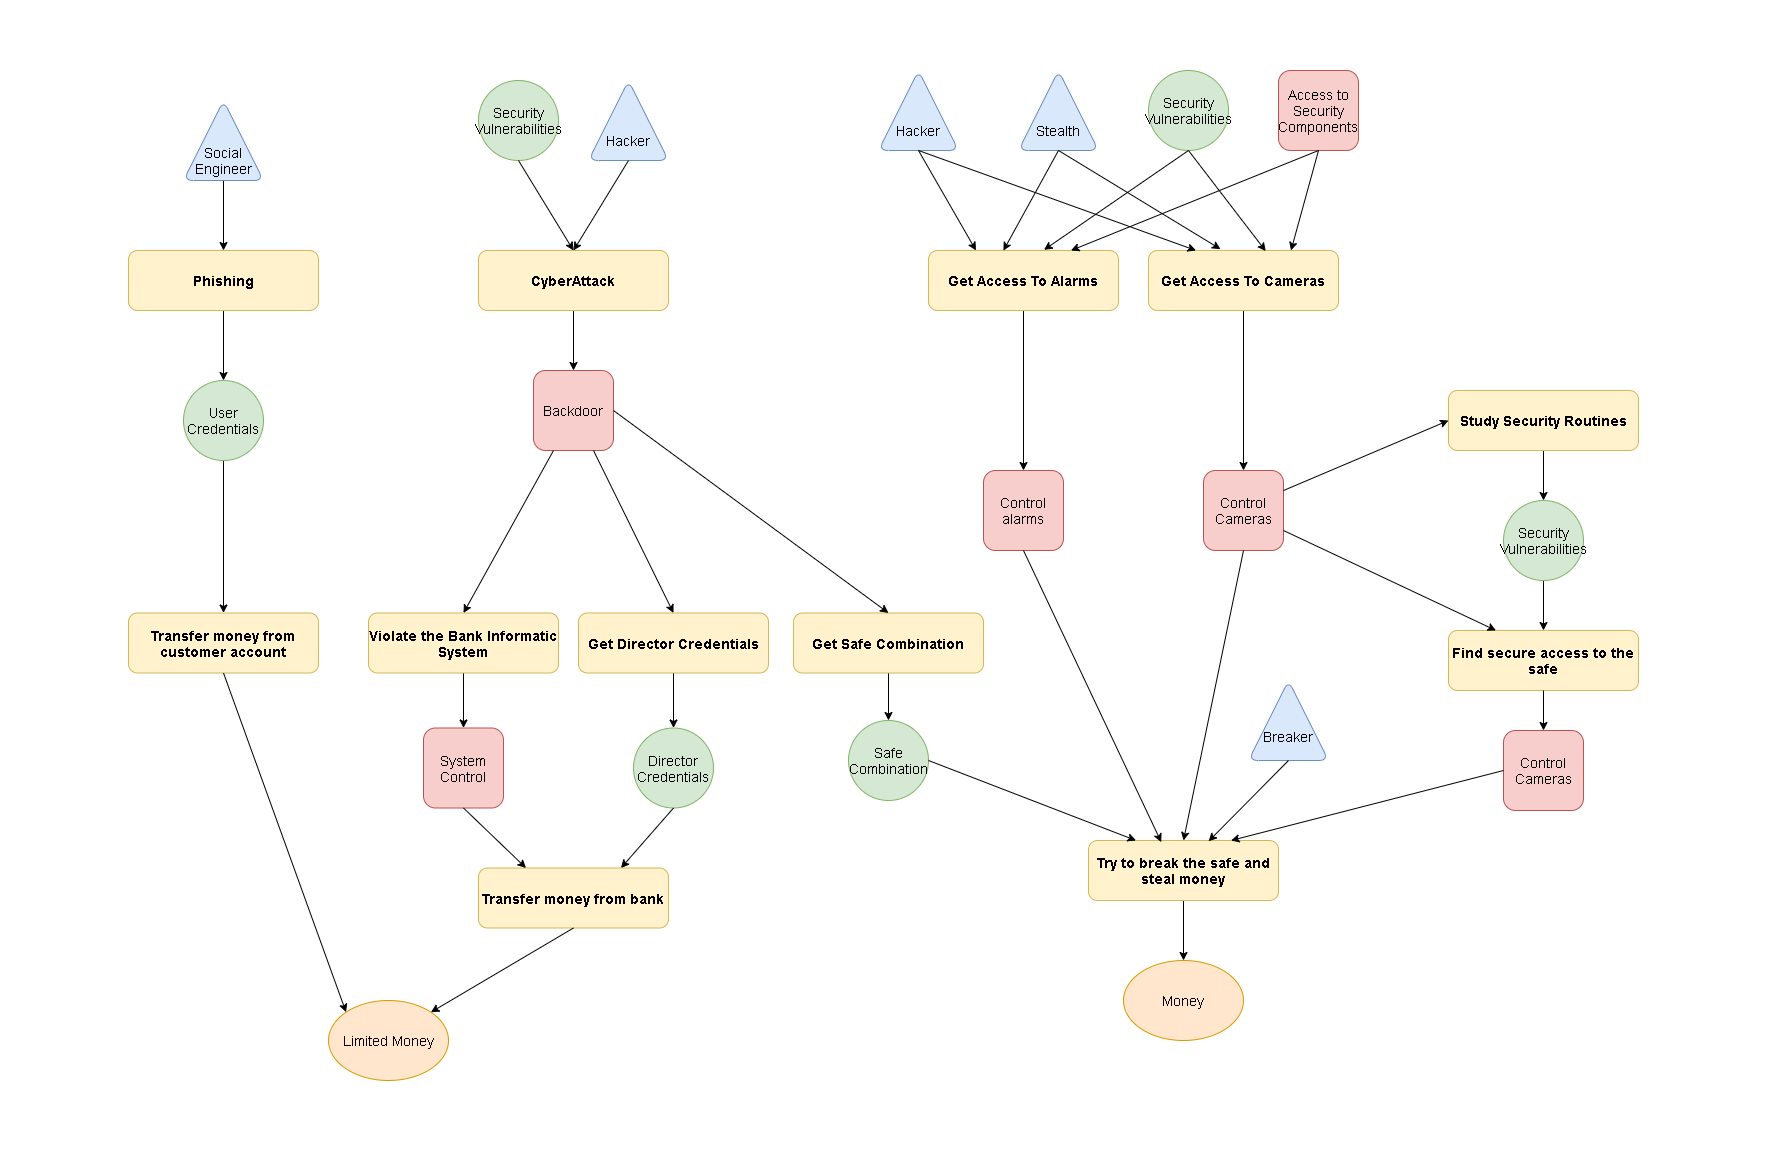 Social
Engineer
Security
Vulnerabilities
Hacker
Hacker
Stealth
Security
Vulnerabilities
Access to
Security
Components
Phishing
CyberAttack
Get Access To Alarms
Get Access To Cameras
User
Credentials
Backdoor
Study Security Routines
Control
alarms
Control
Cameras
Security
Vulnerabilities
Transfer money from
customer account
Violate the Bank Informatic
System
Get Director Credentials
Get Safe Combination
Find secure access to the
safe
System
Control
Director
Credentials
Safe
Combination
Breaker
Control
Cameras
Transfer money from bank
Try to break the safe and
steal money
Limited Money
Money